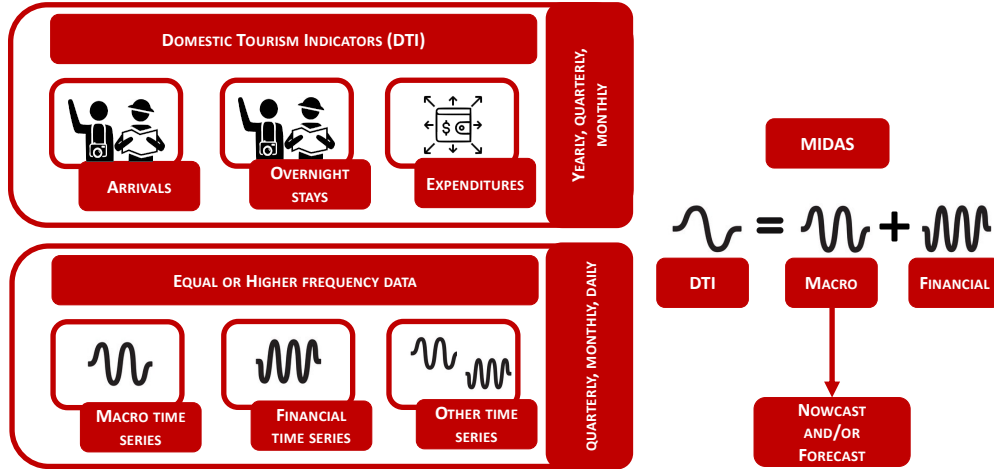 DOMESTIC TOURISM INDICATORS (DTI)
ARRIVALS
OVERNIGHT
STAYS
$
EXPENDITURES
YEARLY, QUARTERLY,
MONTHLY
EQUAL OR HIGHER FREQUENCY DATA
MACRO TIME
SERIES
FINANCIAL
TIME SERIES
OTHER TIME
SERIES
QUARTERLY, MONTHLY, DAILY
MIDAS
= +
DTI
MACRO
FINANCIAL
NOWCAST
AND/OR
FORECAST